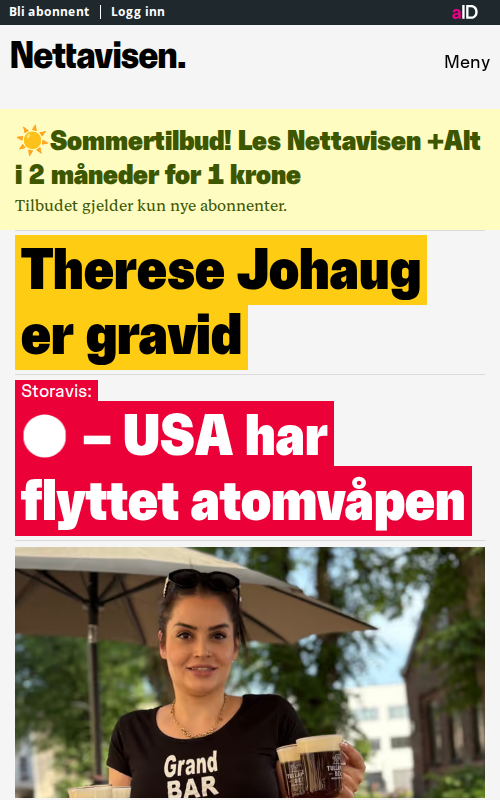 Bli abonnent
Logg inn
aID
Nettavisen.
Meny
☀️Sommertilbud! Les Nettavisen +Alt
i 2 måneder for 1 krone
Tilbudet gjelder kun nye abonnenter.
Therese Johaug
er gravid
Storavis:
– USA har
flyttet atomvåpen
Grand
BAR